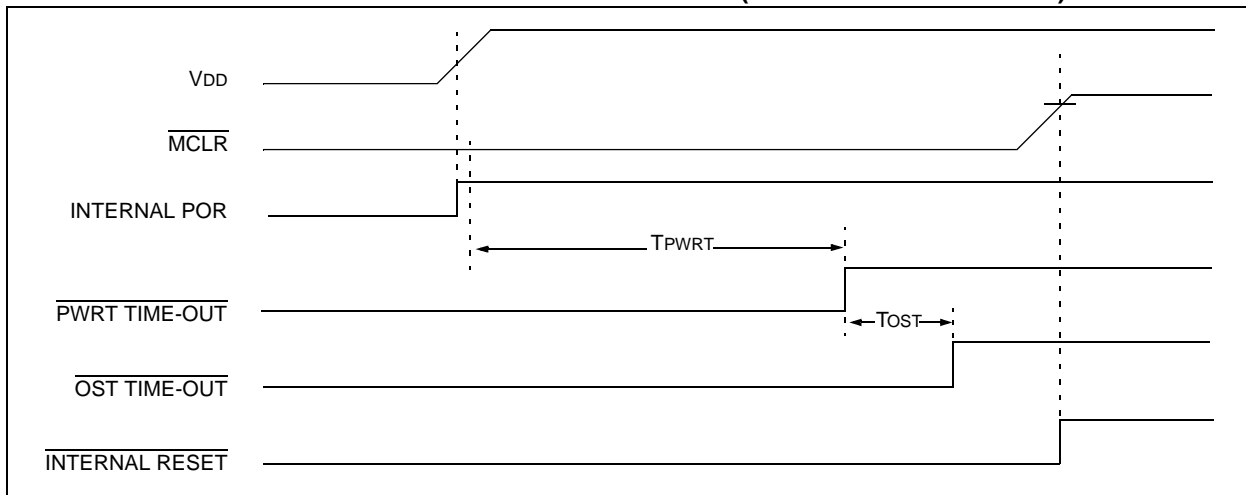 VDD
MCLR
INTERNAL POR
TPWRT
PWRT TIME-OUT
TOST
OST TIME-OUT
INTERNAL RESET